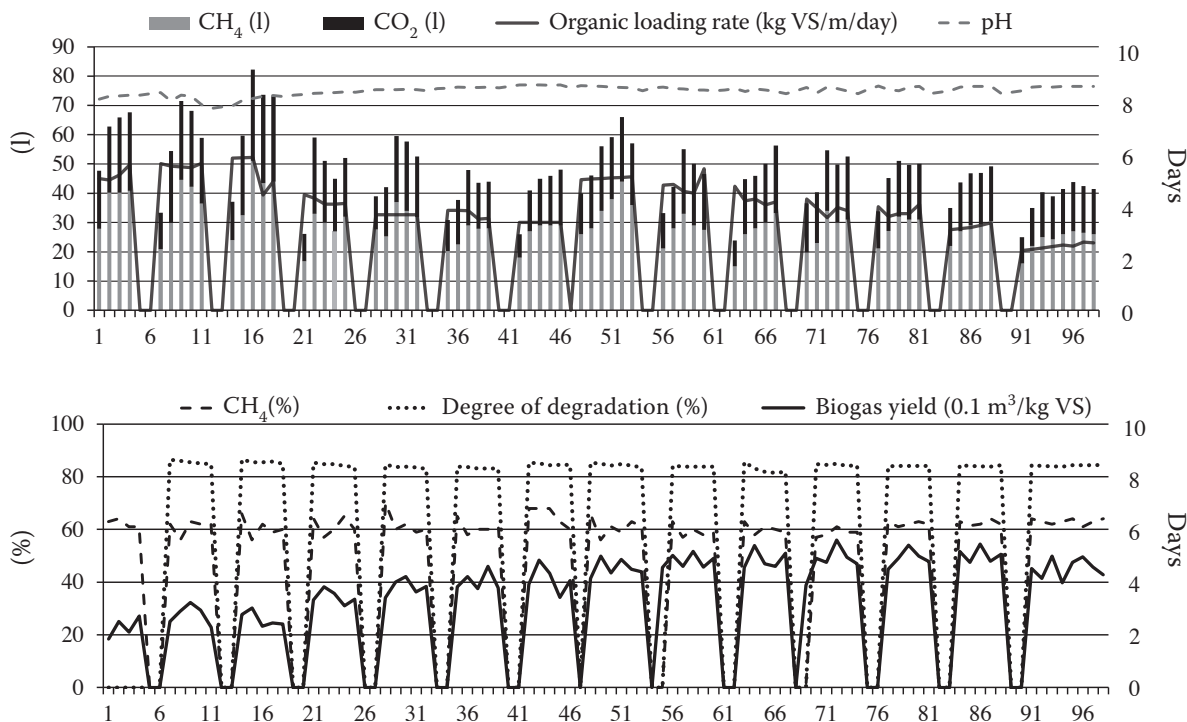 CH4 (l) CO2 (l) Organic loading rate (kg VS/m/day) pH
90 10
80
70 8
60
50 6
(l) Days
40 4
30
20 2
10
0 0
1 6 11 16 21 26 31 36 41 46 51 56 61 66 71 76 81 86 91 96
CH4(%) Degree of degradation (%) Biogas yield (0.1 m³/kg VS)
100 10
80 8
60 6
(%) Days
40 4
20 2
0 0
1 6 11 16 21 26 31 36 41 46 51 56 61 66 71 76 81 86 91 96